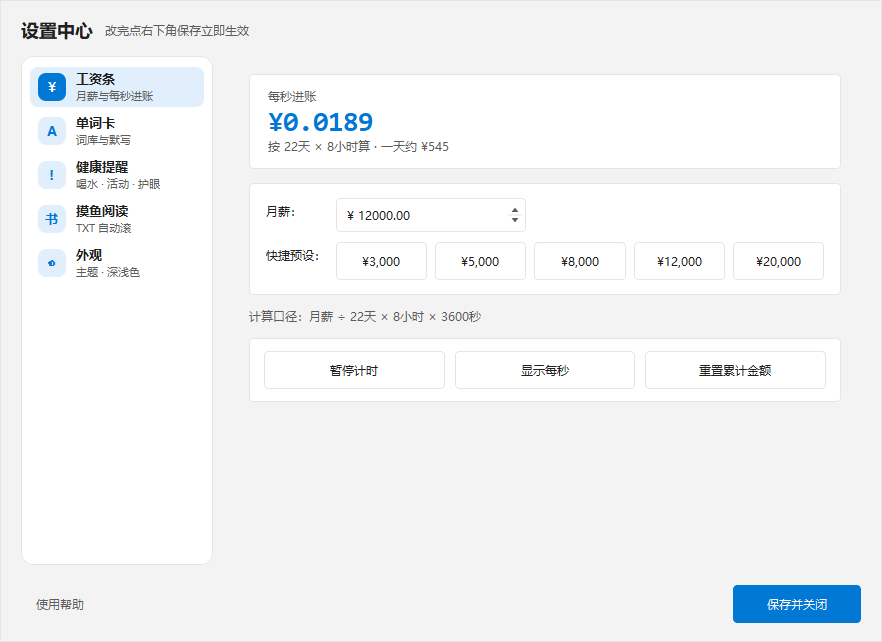 设置中心 改完点右下角保存立即生效
¥ 工资条
月薪与每秒进账
A 单词卡
词库与默写
! 健康提醒
喝水 · 活动 · 护眼
书 摸鱼阅读
TXT 自动滚
外观
主题 · 深浅色
每秒进账
¥0.0189
按 22天 × 8小时算 · 一天约 ¥545
月薪： ¥ 12000.00
快捷预设： ¥3,000 ¥5,000 ¥8,000 ¥12,000 ¥20,000
计算口径：月薪 ÷ 22天 × 8小时 × 3600秒
暂停计时 显示每秒 重置累计金额
使用帮助 保存并关闭